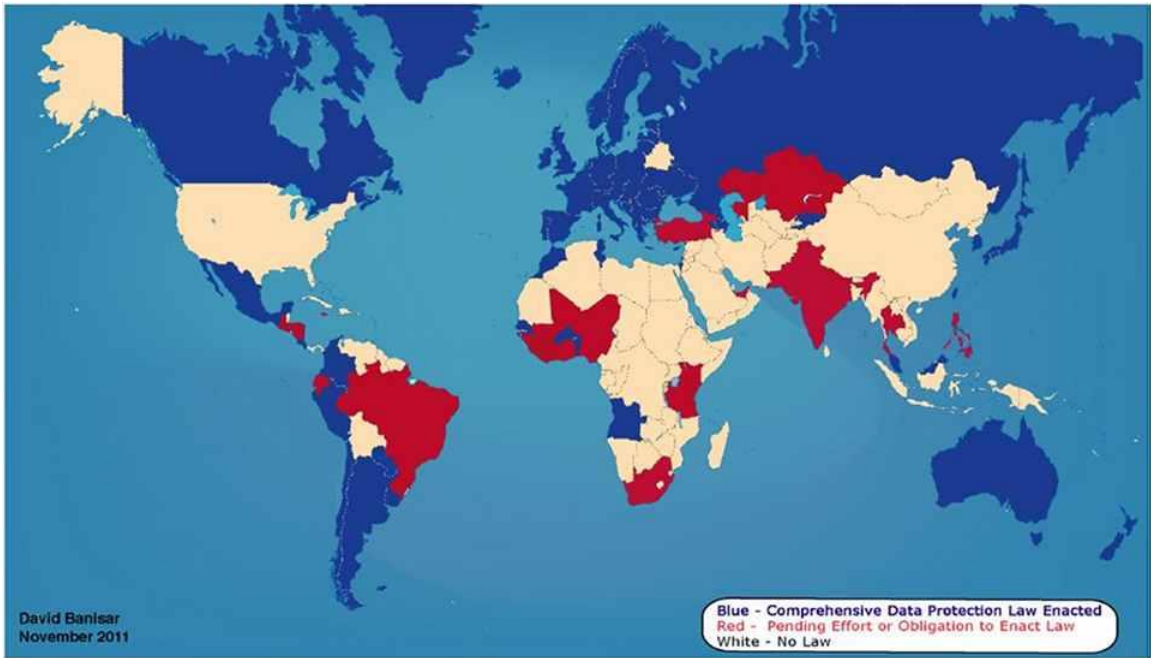 David Banisar
November 2011
Blue - Comprehensive Data Protection Law Enacted
Red - Pending Effort or Obligation to Enact Law
White - No Law